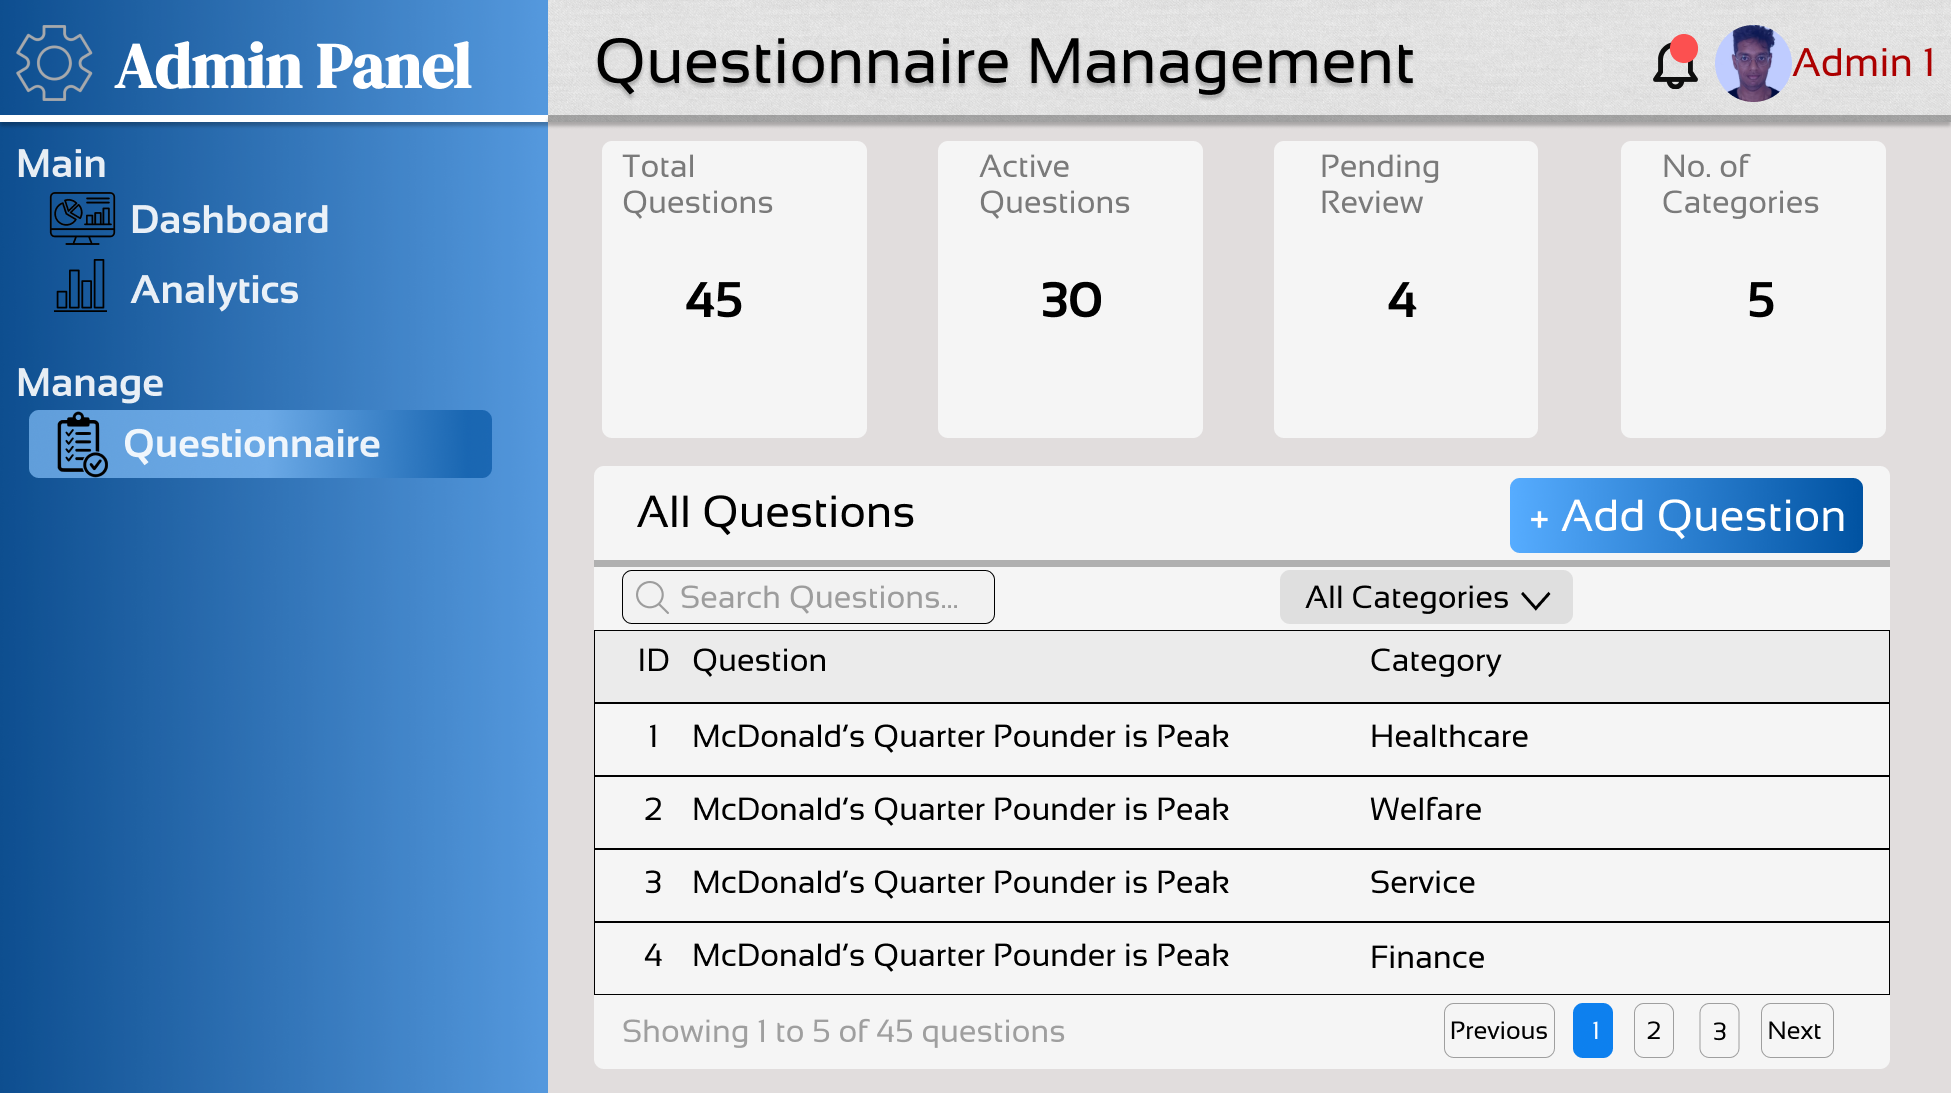 Admin Panel
Questionnaire Management
Admin 1
Main
Dashboard
Analytics
Manage
Questionnaire
Total
Questions
45
Active
Questions
30
Pending
Review
4
No. of
Categories
5
All Questions
+ Add Question
Search Questions...
All Categories
ID Question Category
1 McDonald's Quarter Pounder is Peak Healthcare
2 McDonald's Quarter Pounder is Peak Welfare
3 McDonald's Quarter Pounder is Peak Service
4 McDonald's Quarter Pounder is Peak Finance
Showing 1 to 5 of 45 questions
Previous 1 2 3 Next